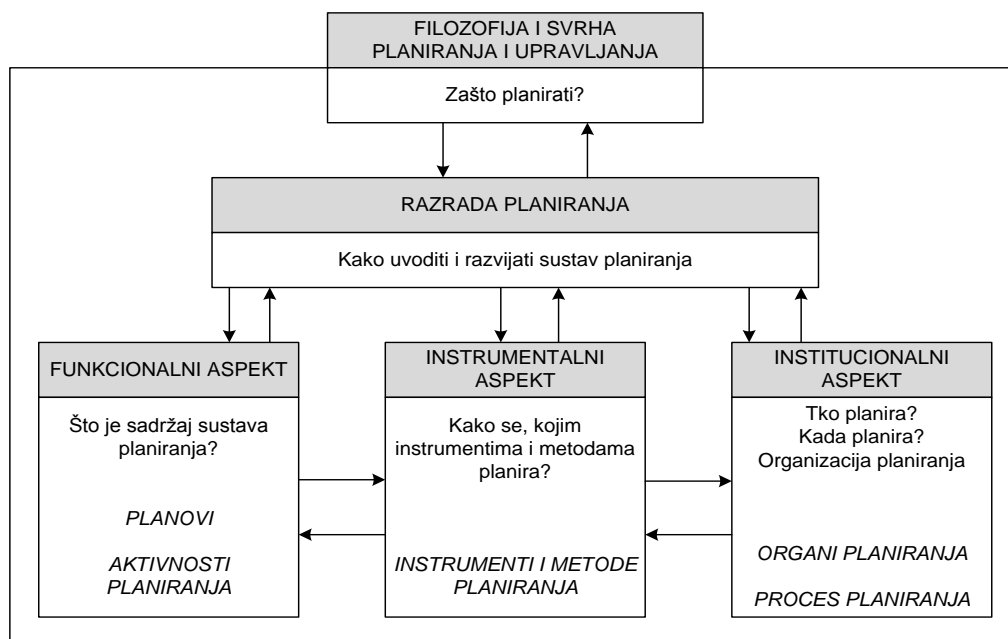 FILOZOFIJA I SVRHA
PLANIRANJA I UPRAVLJANJA
Zašto planirati?
RAZRADA PLANIRANJA
Kako uvoditi i razvijati sustav planiranja
FUNKCIONALNI ASPEKT
Što je sadržaj sustava
planiranja?
PLANOVI
AKTIVNOSTI
PLANIRANJA
INSTRUMENTALNI
ASPEKT
Kako se, kojim
instrumentima i metodama
planira?
INSTRUMENTI I METODE
PLANIRANJA
INSTITUCIONALNI
ASPEKT
Tko planira?
Kada planira?
Organizacija planiranja
ORGANI PLANIRANJA
PROCES PLANIRANJA